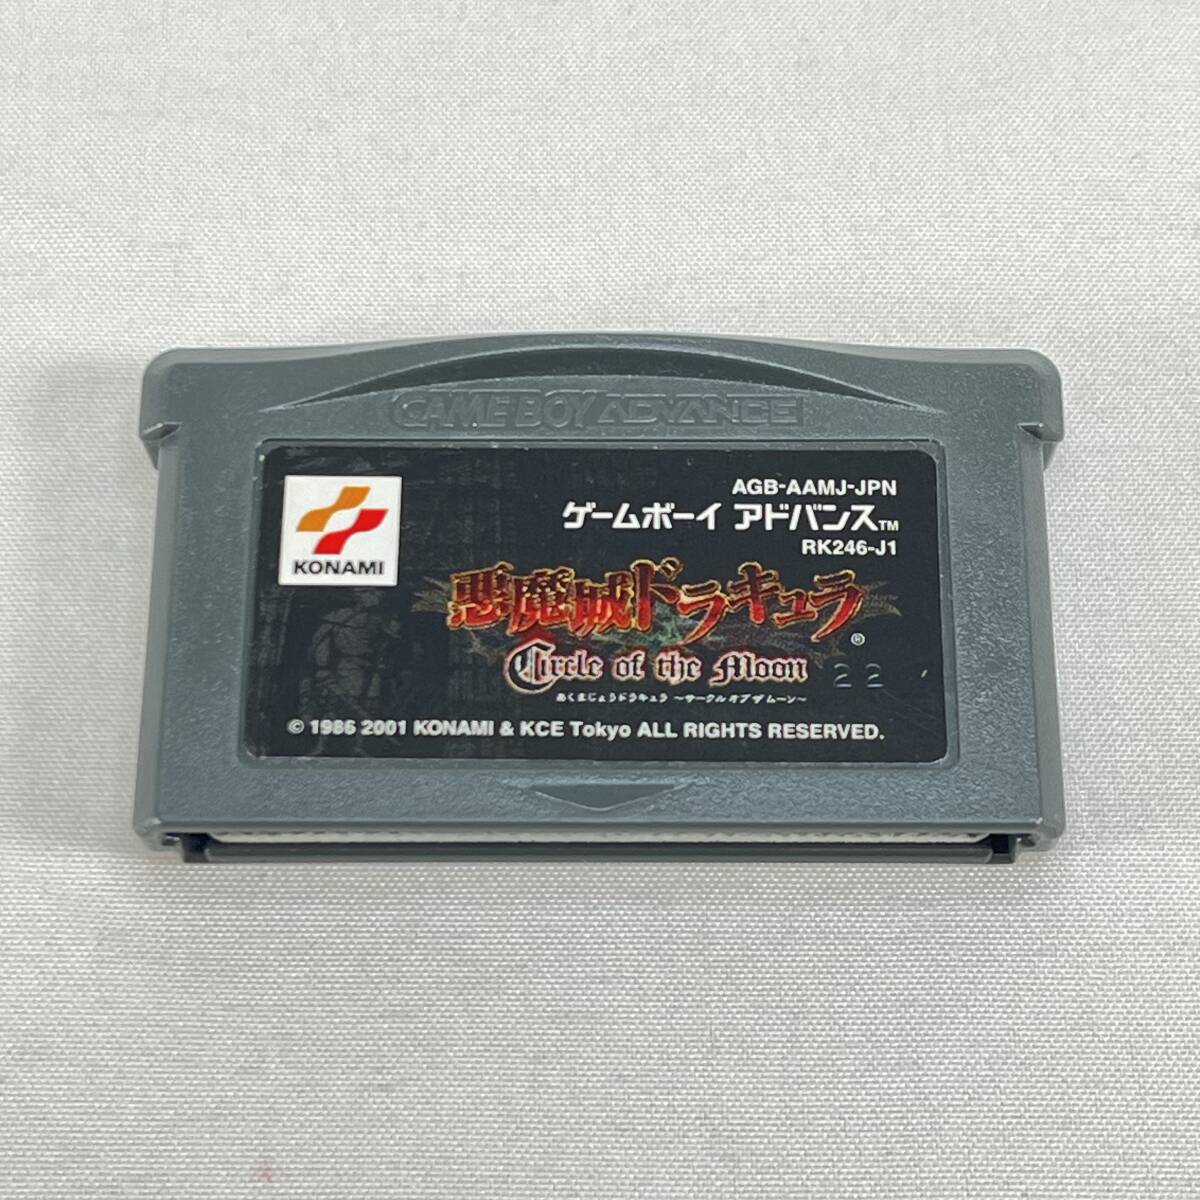 GAME BOY ADVANCE
AGB-AAMJ-JPN
ゲームボーイ アドバンス™
RK246-J1
KONAMI
悪魔城ドラキュラ®
Circle of the Moon
22
あくまじょうドラキュラ ～サークル オブ ザ ムーン～
© 1986 2001 KONAMI & KCE Tokyo ALL RIGHTS RESERVED.